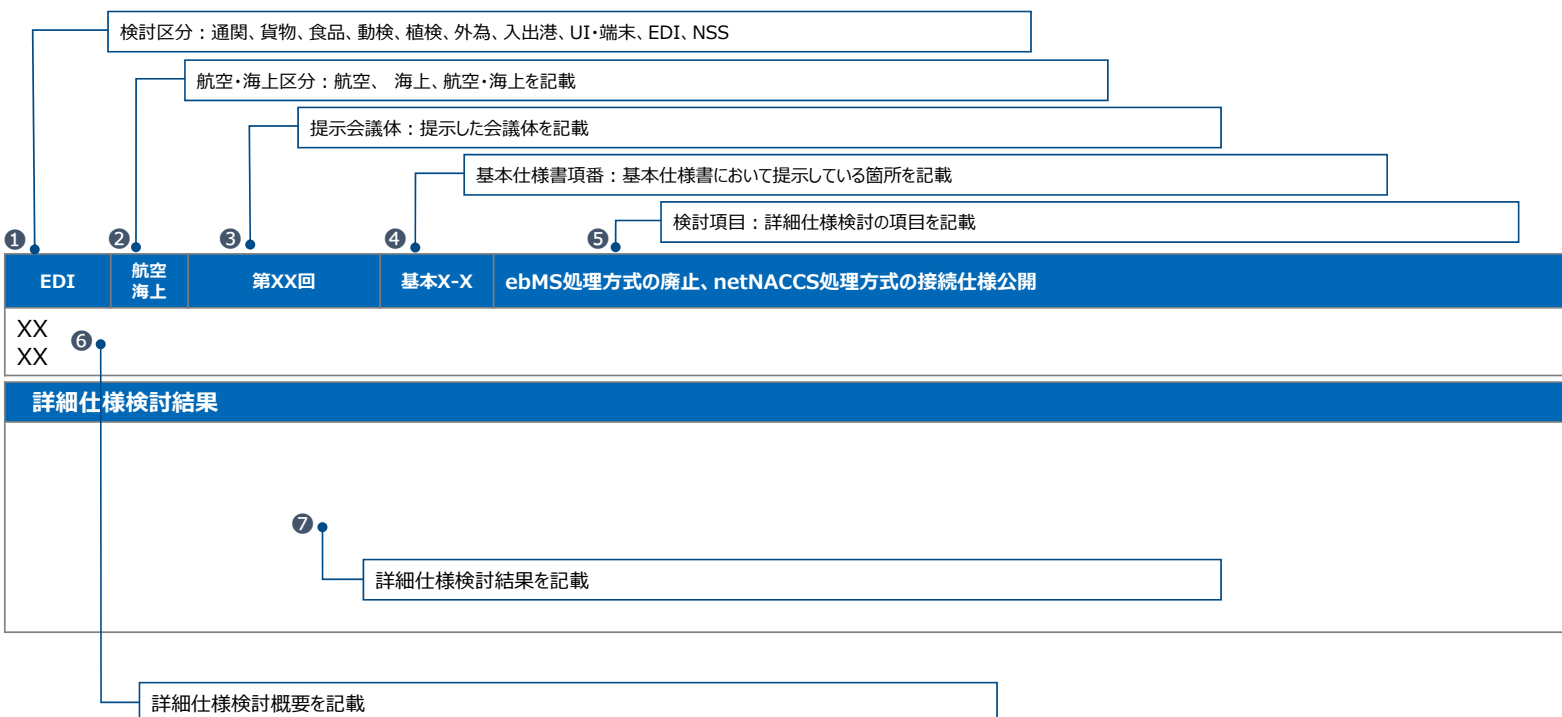 検討区分：通関、貨物、食品、動検、植検、外為、入出港、UI・端末、EDI、NSS
航空・海上区分：航空、 海上、航空・海上を記載
提示会議体：提示した会議体を記載
基本仕様書項番：基本仕様書において提示している箇所を記載
検討項目：詳細仕様検討の項目を記載
❶ ❷ ❸ ❹ ❺
EDI 航空 第XX回 基本X-X ebMS処理方式の廃止、netNACCS処理方式の接続仕様公開
海上
XX
❻
XX
詳細仕様検討結果
❼
詳細仕様検討結果を記載
詳細仕様検討概要を記載